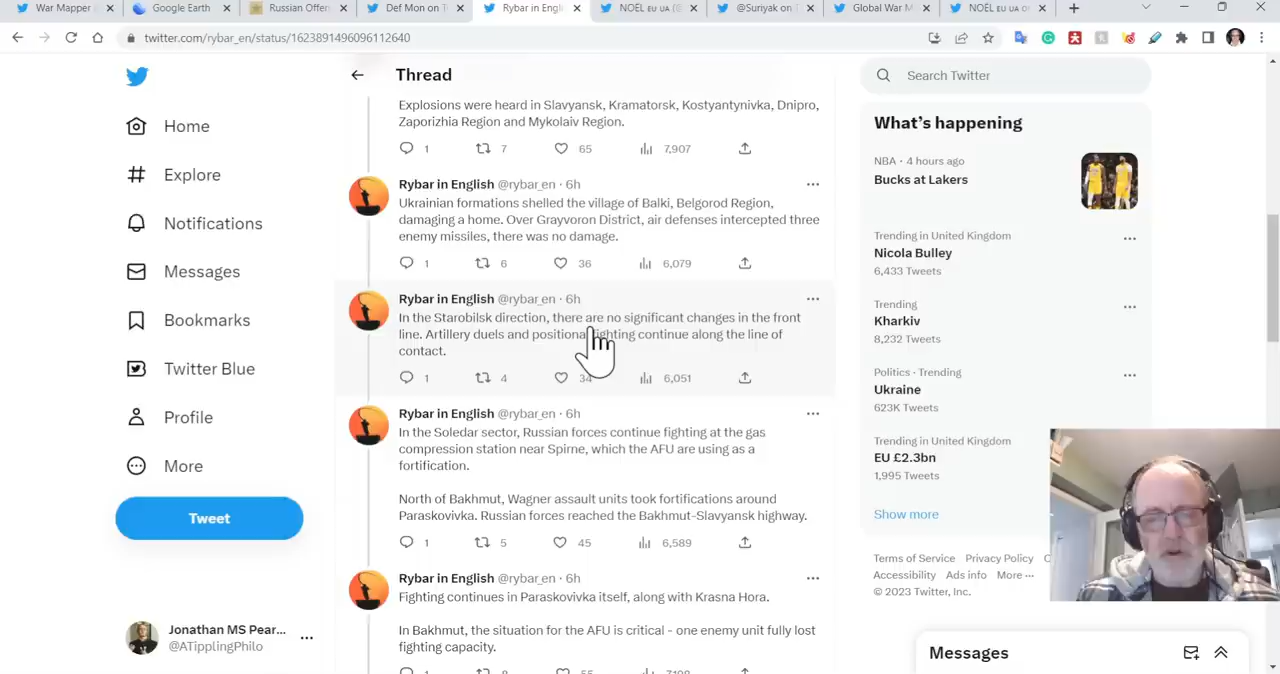 War Mapper
Google Earth
Russian Offen
Def Mon on T
Rybar in Engli
NOËL EU UA (
@Suriyak on
Global War M
NOËL EU UA o
twitter.com/rybar_en/status/1623891496096112640
Home
Explore
Notifications
Messages
Bookmarks
Twitter Blue
Profile
More
Tweet
Jonathan MS Pear...
@ATipplingPhilo
Thread
Explosions were heard in Slavyansk, Kramatorsk, Kostyantynivka, Dnipro,
Zaporizhia Region and Mykolaiv Region.
1 7 65 7,907
Rybar in English @rybar_en · 6h
Ukrainian formations shelled the village of Balki, Belgorod Region,
damaging a home. Over Grayvoron District, air defenses intercepted three
enemy missiles, there was no damage.
1 6 36 6,079
Rybar in English @rybar_en · 6h
In the Starobilsk direction, there are no significant changes in the front
line. Artillery duels and positional fighting continue along the line of
contact.
1 4 34 6,051
Rybar in English @rybar_en · 6h
In the Soledar sector, Russian forces continue fighting at the gas
compression station near Spirne, which the AFU are using as a
fortification.
North of Bakhmut, Wagner assault units took fortifications around
Paraskovivka. Russian forces reached the Bakhmut-Slavyansk highway.
1 5 45 6,589
Rybar in English @rybar_en · 6h
Fighting continues in Paraskovivka itself, along with Krasna Hora.
In Bakhmut, the situation for the AFU is critical - one enemy unit fully lost
fighting capacity.
Search Twitter
What's happening
NBA · 4 hours ago
Bucks at Lakers
Trending in United Kingdom
Nicola Bulley
6,433 Tweets
Trending
Kharkiv
8,232 Tweets
Politics · Trending
Ukraine
623K Tweets
Trending in United Kingdom
EU £2.3bn
1,995 Tweets
Show more
Terms of Service Privacy Policy C
Accessibility Ads info More ···
© 2023 Twitter, Inc.
Messages